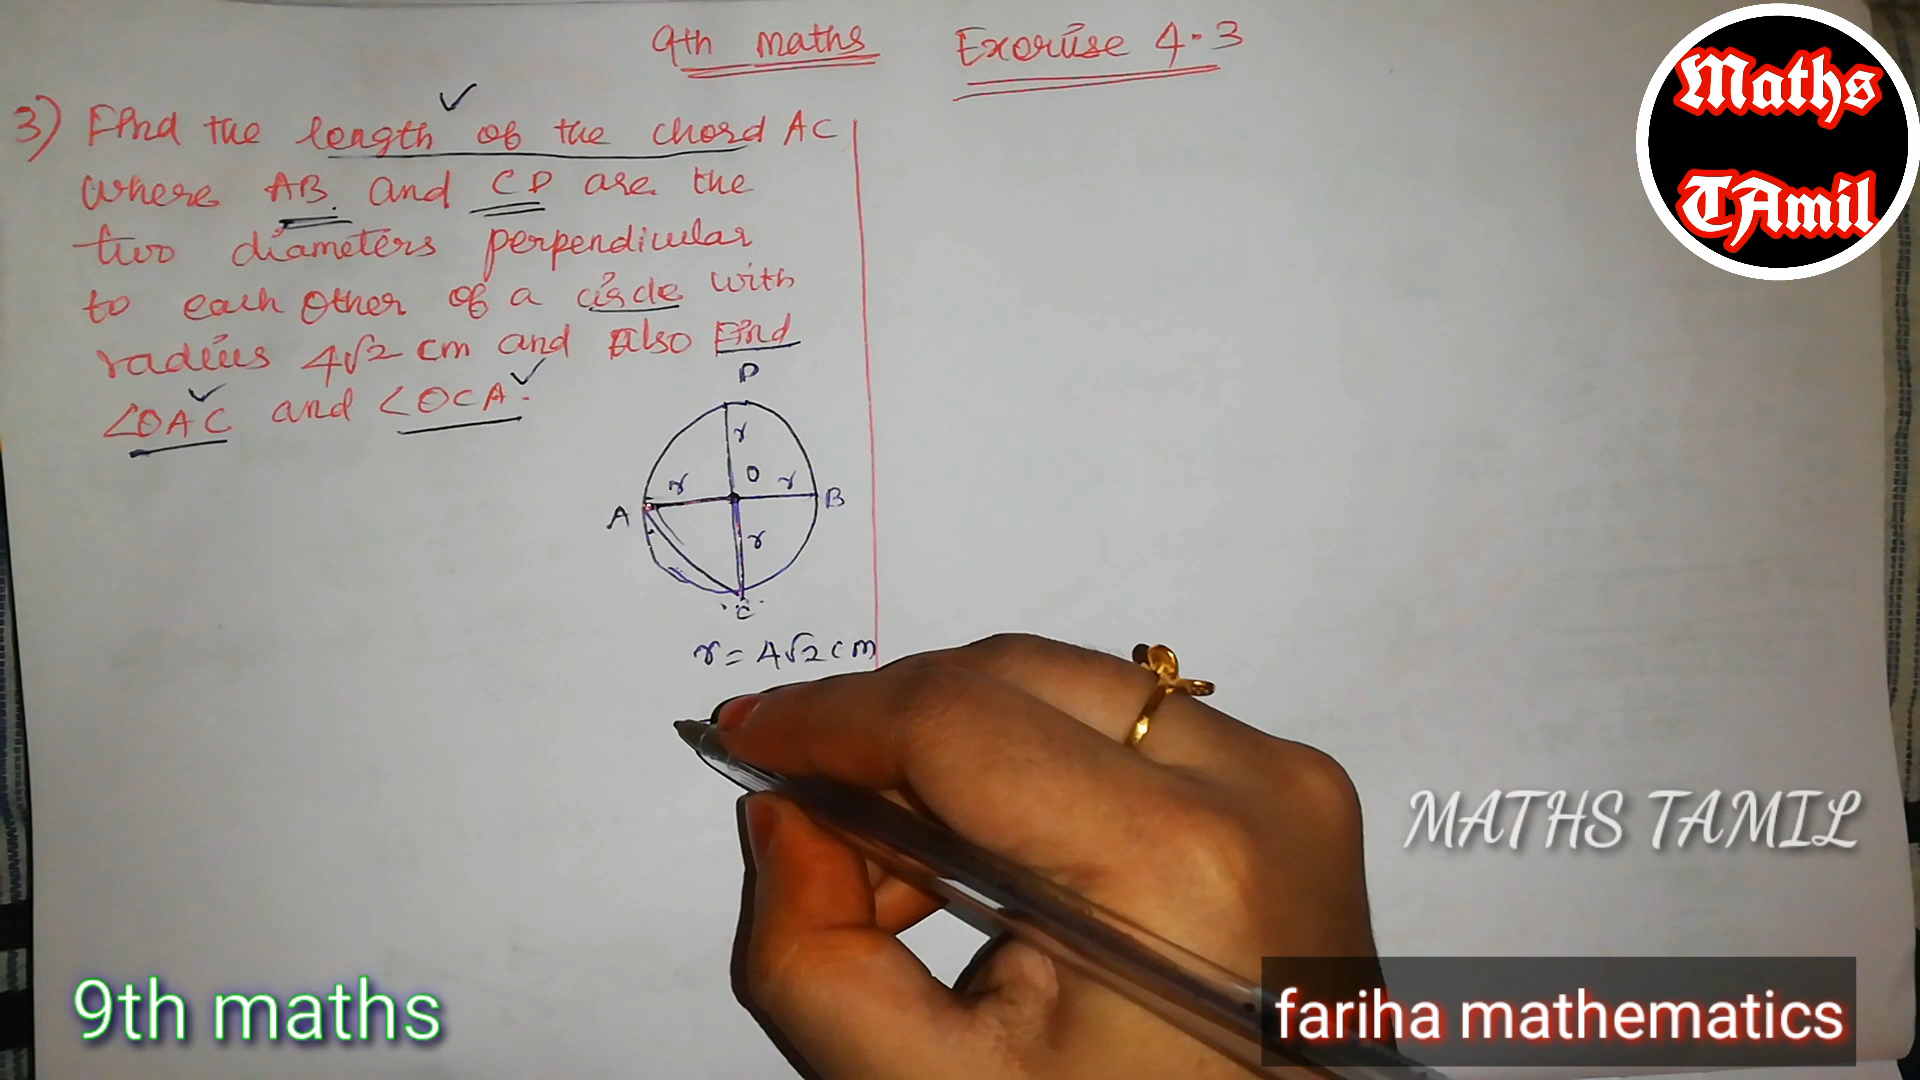 9th maths Exercise 4.3
3) Find the length of the chord AC
where AB and CD are the
two diameters perpendicular
to each other of a circle with
radius 4√2 cm and also Find
∠OAC and ∠OCA.
D
r
O
r r
A B
r
C
r = 4√2 cm
Maths
TAmil
MATHS TAMIL
9th maths
fariha mathematics